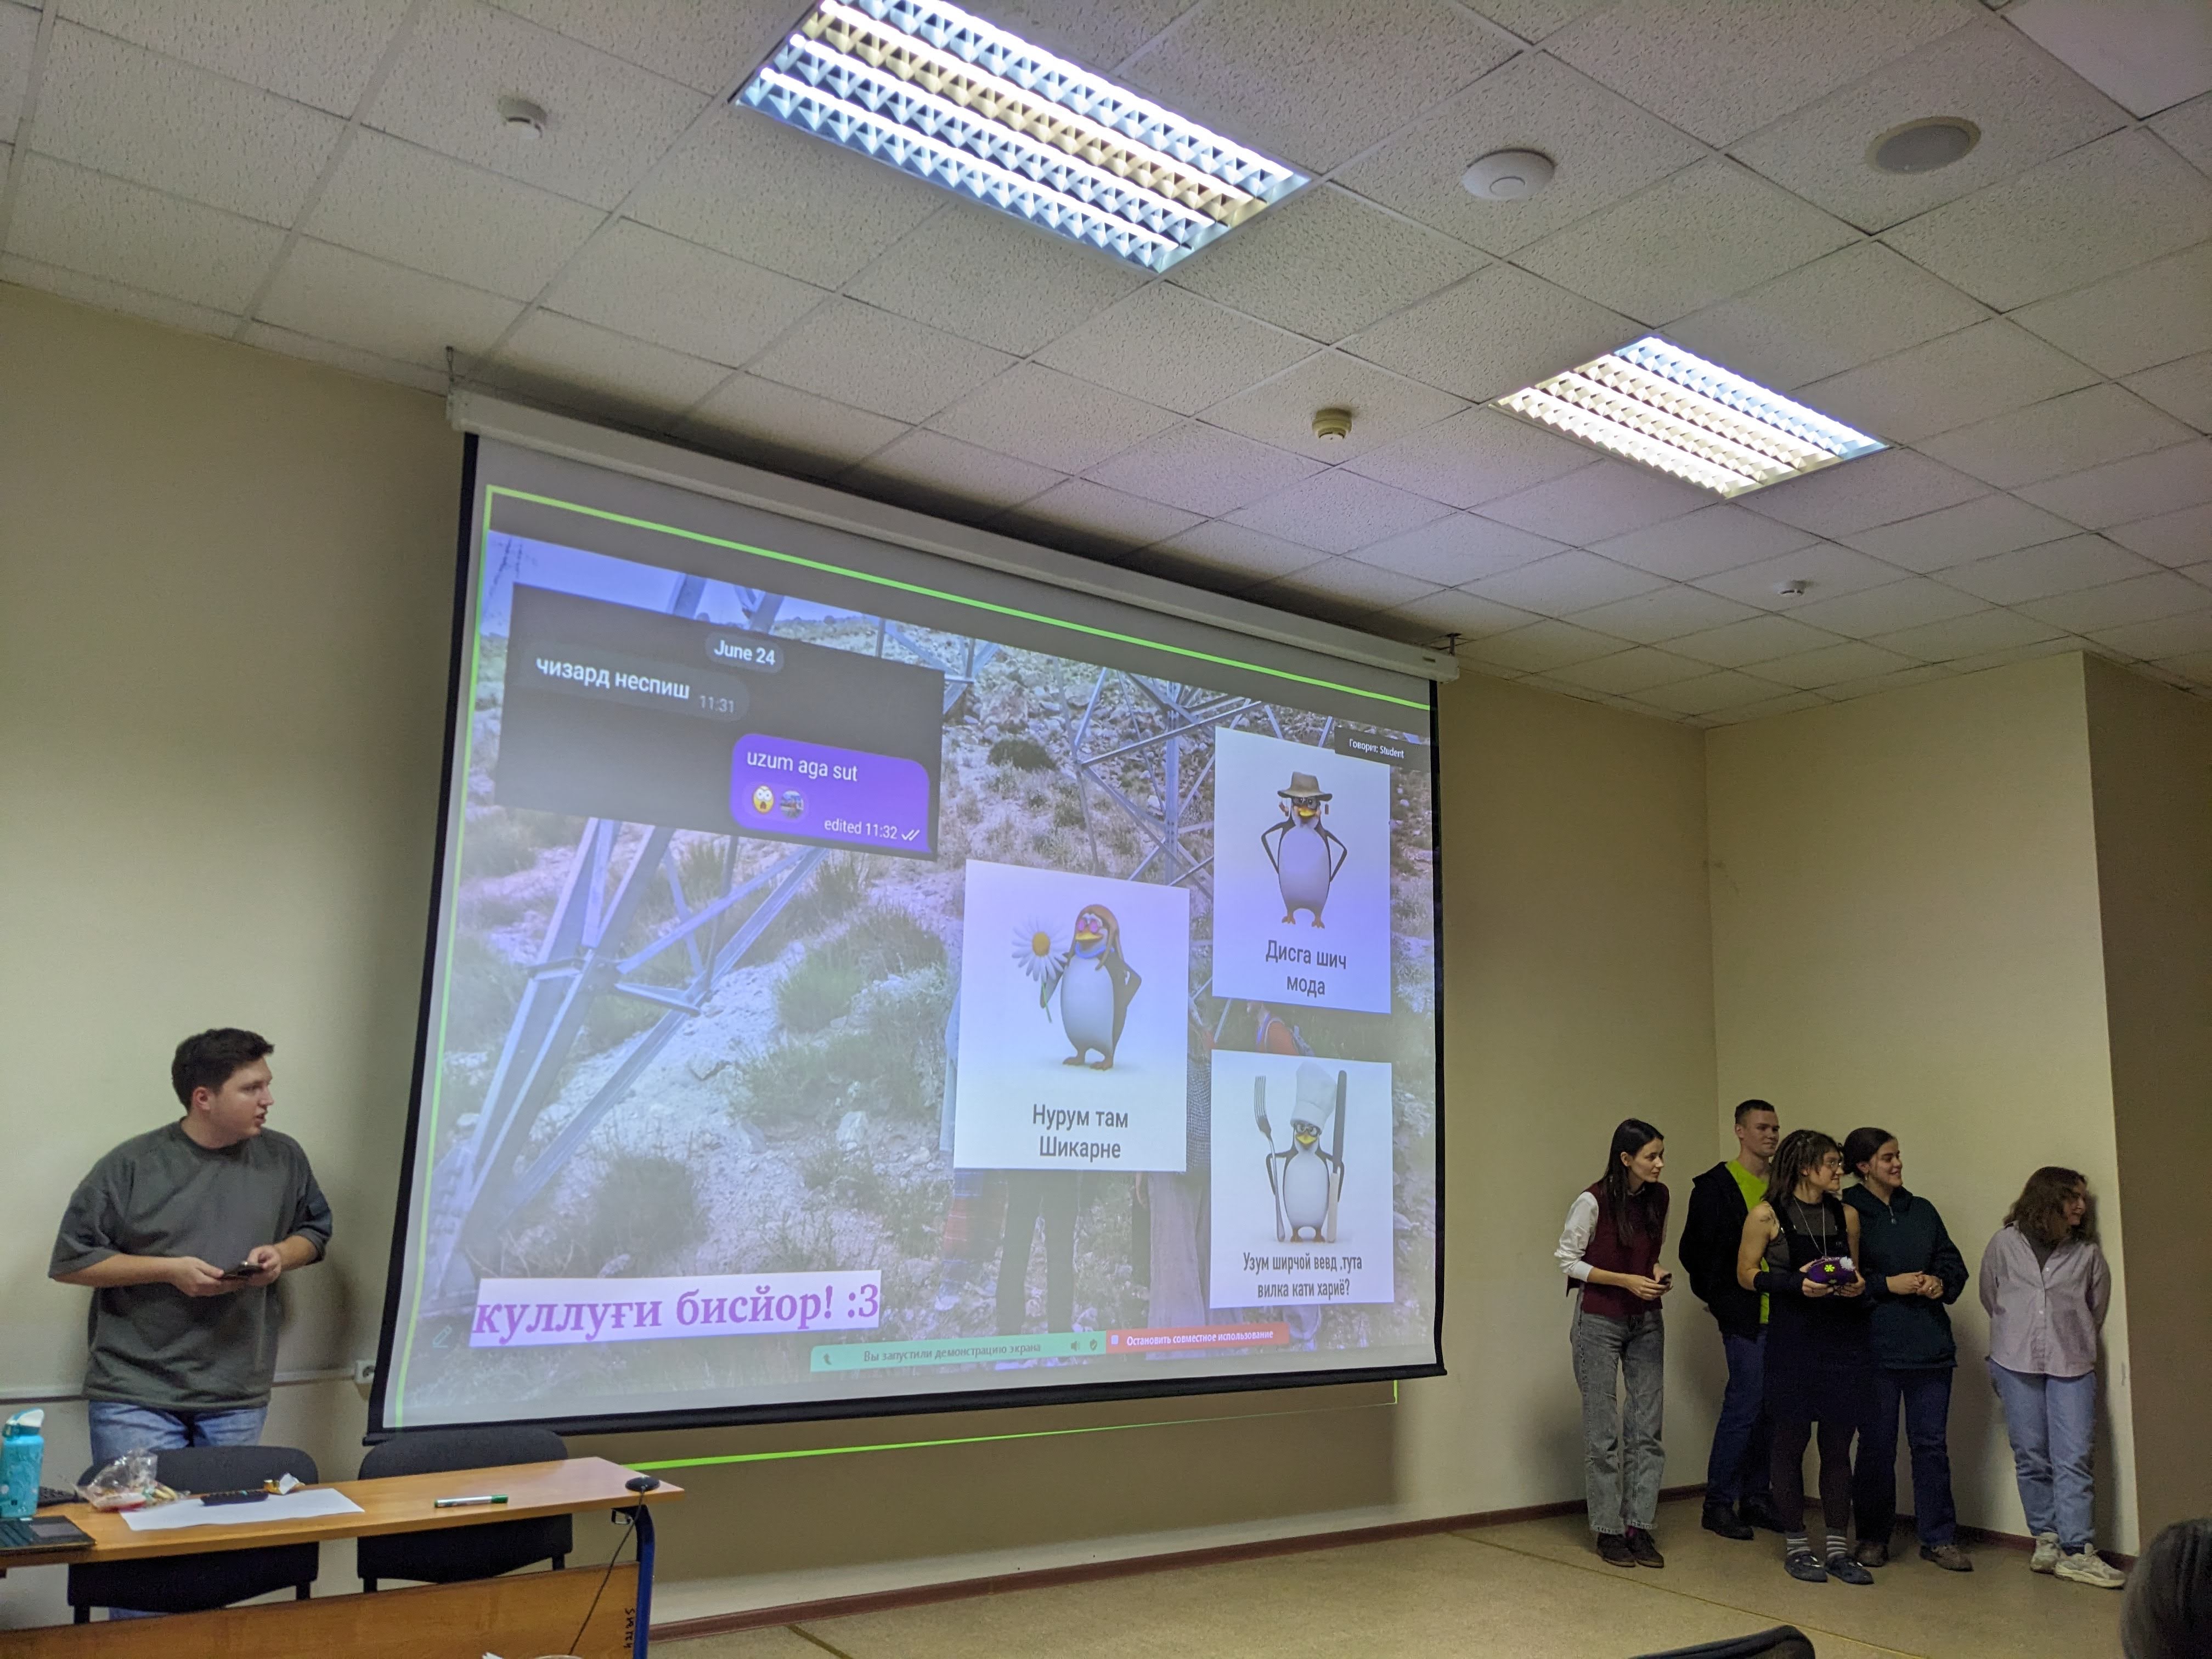 June 24
чизард неспиш 11:31
uzum aga sut
edited 11:32
Говорит: Student
Дисга шич
мода
Нурум там
Шикарне
Узум ширчой вевд ,тута
вилка кати хариё?
куллуғи бисйор! :3
Вы запустили демонстрацию экрана
Остановить совместное использование